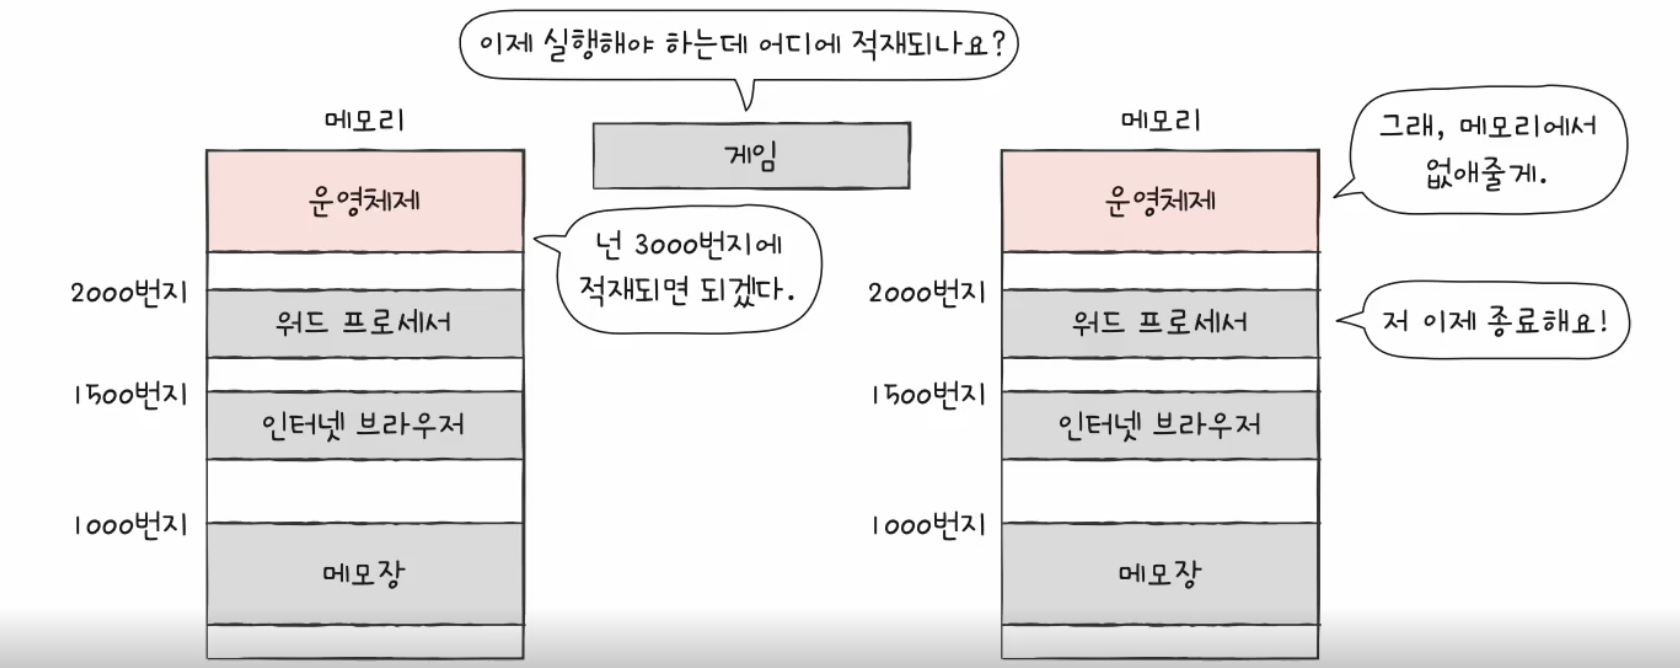 이제 실행해야 하는데 어디에 적재되나요?
메모리
게임
운영체제
넌 3000번지에
적재되면 되겠다.
2000번지
워드 프로세서
1500번지
인터넷 브라우저
1000번지
메모장
메모리
그래, 메모리에서
없애줄게.
운영체제
2000번지
워드 프로세서
저 이제 종료해요!
1500번지
인터넷 브라우저
1000번지
메모장